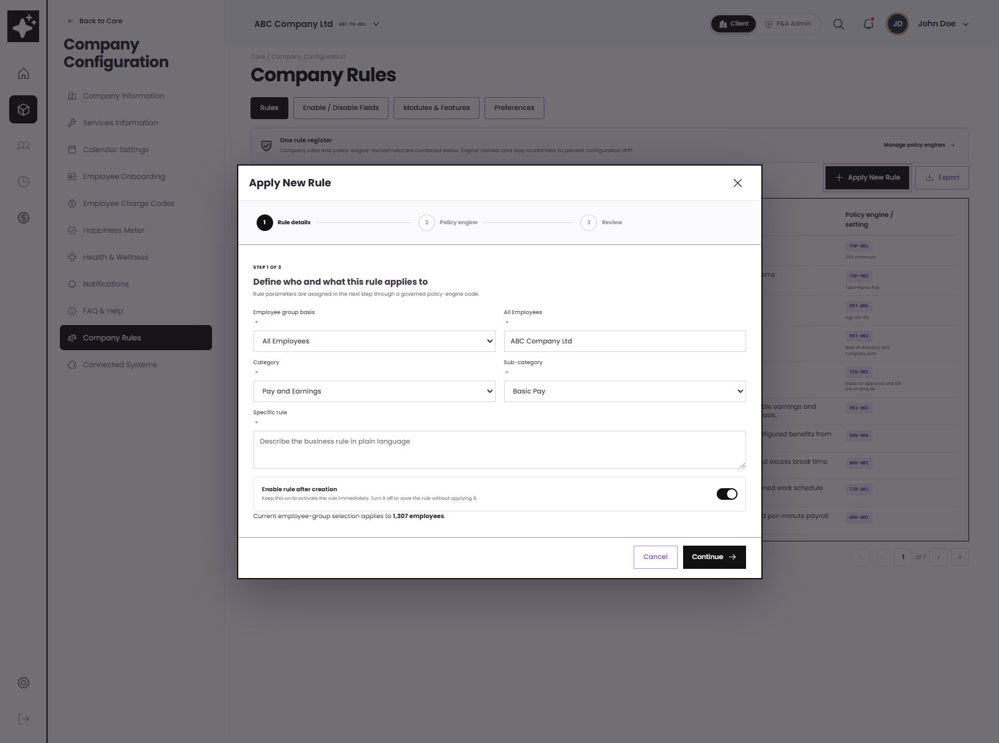 ← Back to Core
Company
Configuration
Company Information
Services Information
Calendar Settings
Employee Onboarding
Employee Charge Codes
Happiness Meter
Health & Wellness
Notifications
FAQ & Help
Company Rules
Connected Systems
ABC Company Ltd ABC-PH-001
Client
P&A Admin
JD
John Doe
Core / Company Configuration
Company Rules
Rules
Enable / Disable Fields
Modules & Features
Preferences
One rule register
Company rules and policy-engine-owned rules are combined below. Engine-owned rows stay locked here to prevent configuration drift.
Manage policy engines →
+ Apply New Rule
Export
Apply New Rule
1 Rule details
2 Policy engine
3 Review
STEP 1 OF 3
Define who and what this rule applies to
Rule parameters are assigned in the next step through a governed policy-engine code.
Employee group basis
*
All Employees
All Employees
*
ABC Company Ltd
Category
*
Pay and Earnings
Sub-category
*
Basic Pay
Specific rule
*
Describe the business rule in plain language
Enable rule after creation
Keep this on to activate the rule immediately. Turn it off to save the rule without applying it.
Current employee-group selection applies to 1,307 employees.
Cancel
Continue →
Policy engine /
setting
THP-001
30% minimum
ems
THP-002
Take-Home Pay
RET-001
Age 60–65
RET-002
Best of statutory and
company plan
FIN-001
Raise for approval and bill
the employee
ble earnings and
asis.
REI-001
nfigured benefits from
BEN-006
d excess break time.
BRK-001
ned work schedule
TIM-001
d per-minute payroll
WRK-001
« ‹ 1 of 7 › »